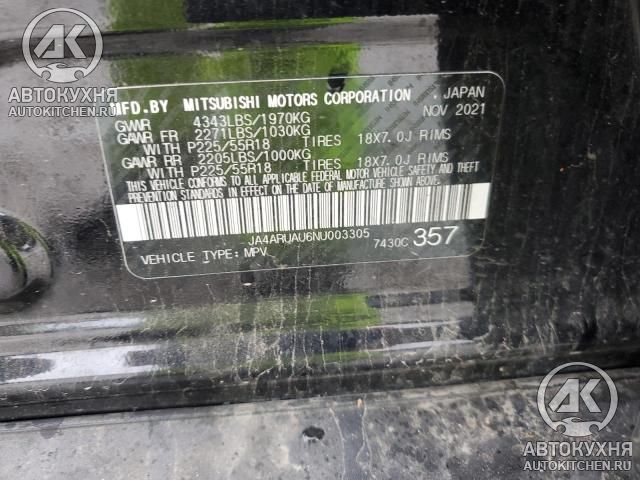 АК
АВТОКУХНЯ
AUTOKITCHEN.RU
MFD.BY MITSUBISHI MOTORS CORPORATION . JAPAN
GVWR 4343LBS/1970KG NOV 2021
GAWR FR 2271LBS/1030KG
WITH P225/55R18 TIRES 18X7.0J RIMS
GAWR RR 2205LBS/1000KG
WITH P225/55R18 TIRES 18X7.0J RIMS
THIS VEHICLE CONFORMS TO ALL APPLICABLE FEDERAL MOTOR VEHICLE SAFETY AND THEFT
PREVENTION STANDARDS IN EFFECT ON THE DATE OF MANUFACTURE SHOWN ABOVE.
JA4ARUAU6NU003305
VEHICLE TYPE: MPV 7430C 357
АК
АВТОКУХНЯ
AUTOKITCHEN.RU